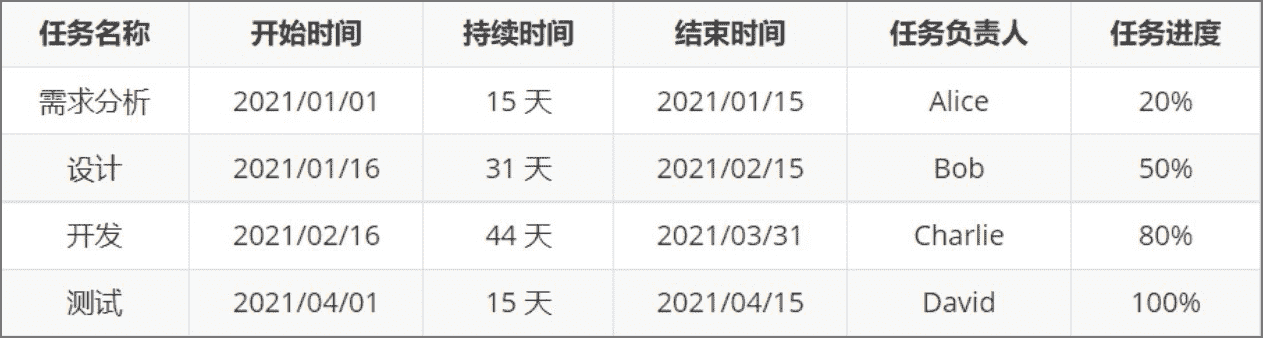 任务名称 开始时间 持续时间 结束时间 任务负责人 任务进度
需求分析 2021/01/01 15 天 2021/01/15 Alice 20%
设计 2021/01/16 31 天 2021/02/15 Bob 50%
开发 2021/02/16 44 天 2021/03/31 Charlie 80%
测试 2021/04/01 15 天 2021/04/15 David 100%